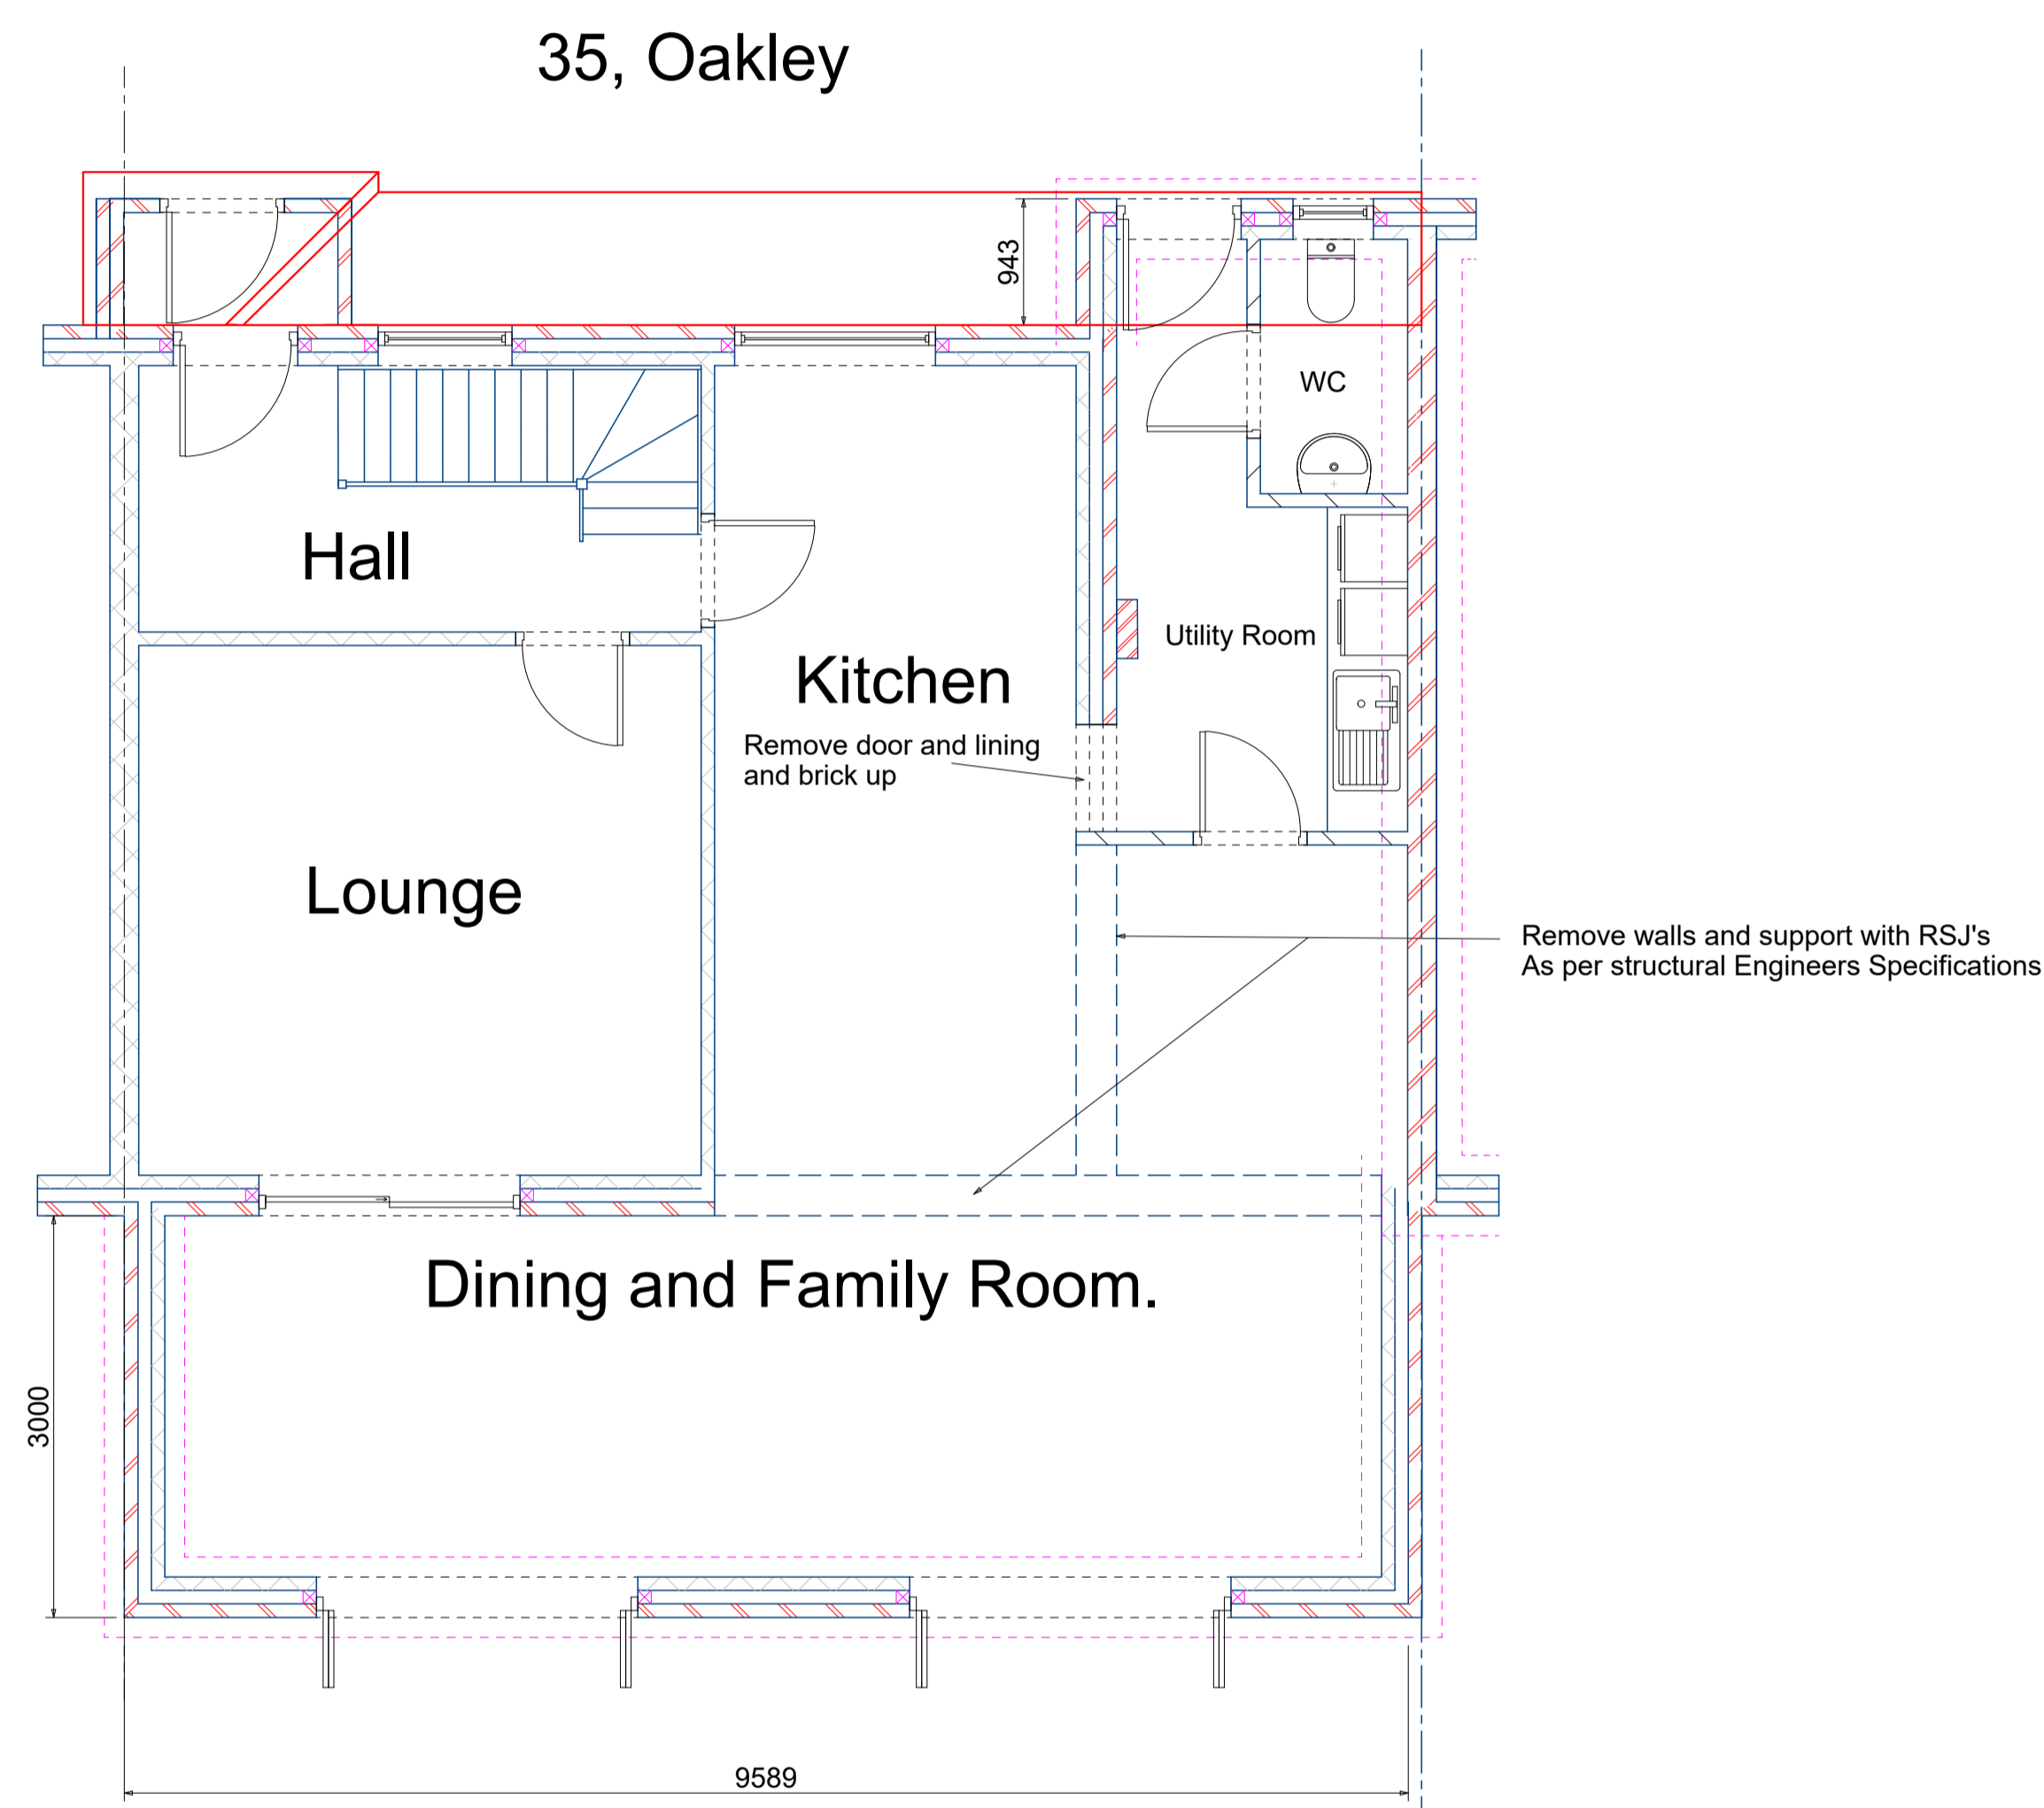 35, Oakley
943
WC
Hall
Utility Room
Kitchen
Remove door and lining
and brick up
Lounge
Remove walls and support with RSJ's
As per structural Engineers Specifications
Dining and Family Room.
3000
9589